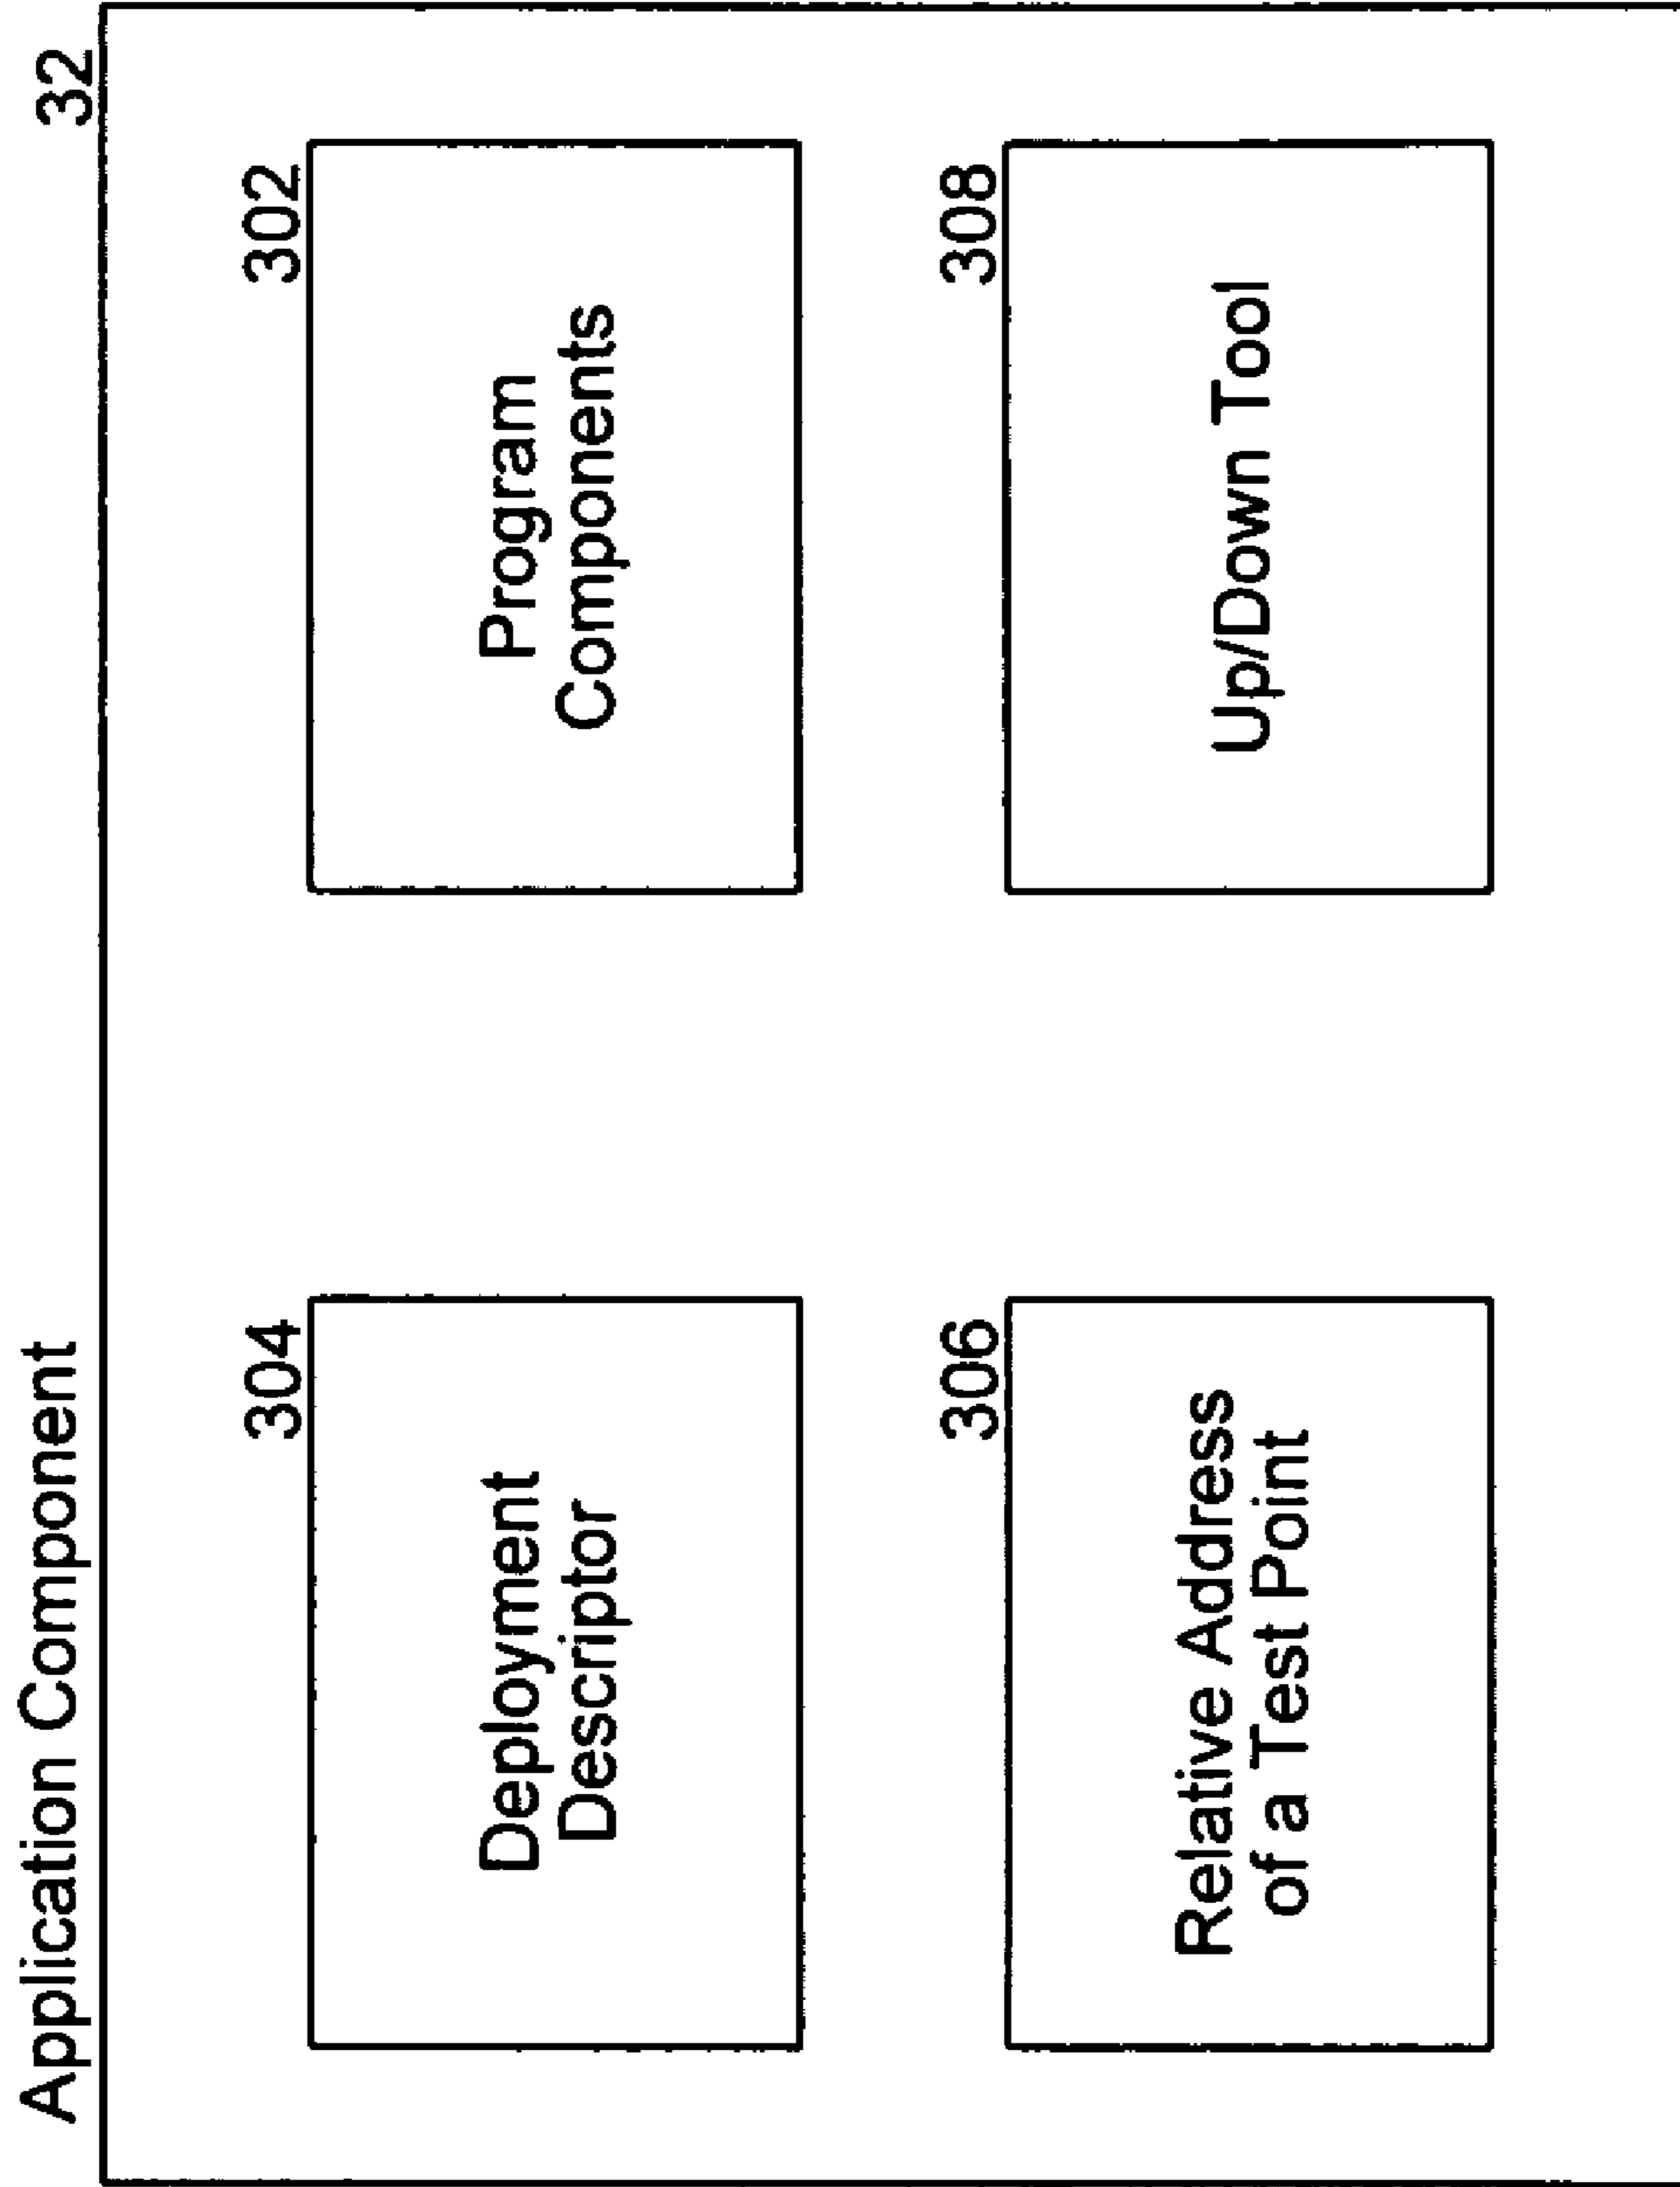 Application Component
32
304
Deployment
Descriptor
302
Program
Components
306
Relative Address
of a Test Point
308
Up/Down Tool